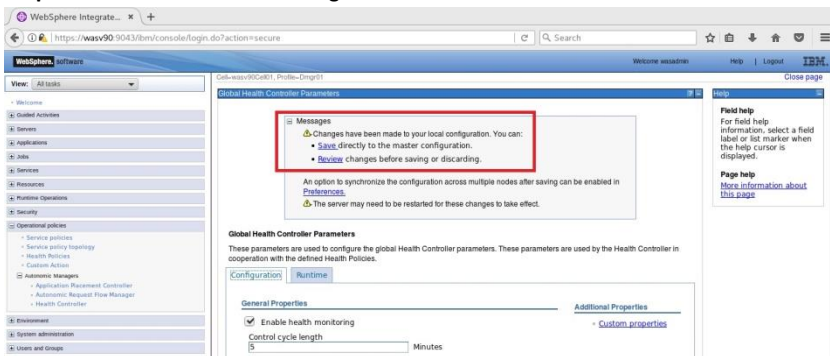 WebSphere Integrate... × +
https://wasv90:9043/ibm/console/login.do?action=secure
Search
WebSphere. software
Welcome wasadmin
Help | Logout
IBM.
View: All tasks
Cell=wasv90Cell01, Profile=Dmgr01
Close page
Welcome
Guided Activities
Servers
Applications
Jobs
Services
Resources
Runtime Operations
Security
Operational policies
Service policies
Service policy topology
Health Policies
Custom Action
Autonomic Managers
Application Placement Controller
Autonomic Request Flow Manager
Health Controller
Environment
System administration
Users and Groups
Global Health Controller Parameters
Messages
Changes have been made to your local configuration. You can:
Save directly to the master configuration.
Review changes before saving or discarding.
An option to synchronize the configuration across multiple nodes after saving can be enabled in
Preferences.
The server may need to be restarted for these changes to take effect.
Global Health Controller Parameters
These parameters are used to configure the global Health Controller parameters. These parameters are used by the Health Controller in
cooperation with the defined Health Policies.
Configuration
Runtime
General Properties
Enable health monitoring
Control cycle length
5 Minutes
Additional Properties
Custom properties
Help
Field help
For field help
information, select a field
label or list marker when
the help cursor is
displayed.
Page help
More information about
this page